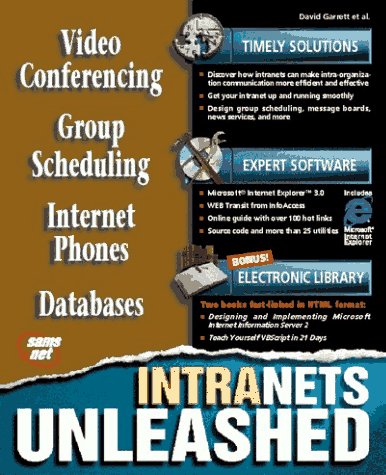 David Garrett et al.
Video
Conferencing
Group
Scheduling
Internet
Phones
Databases
TIMELY SOLUTIONS
Discover how intranets can make intra-organiza-
tion communication more efficient and effective
Get your intranet up and running smoothly
Design group scheduling, message boards,
news services, and more
EXPERT SOFTWARE
Microsoft® Internet Explorer™ 3.0
WEB Transit from InfoAccess
Online guide with over 100 hot links
Source code and more than 25 utilities
Includes
Microsoft®
Internet
Explorer
BONUS!
ELECTRONIC LIBRARY
Two books fast-linked in HTML format:
Designing and Implementing Microsoft
Internet Information Server 2
Teach Yourself VBScript in 21 Days
sams
net
INTRANETS
UNLEASHED